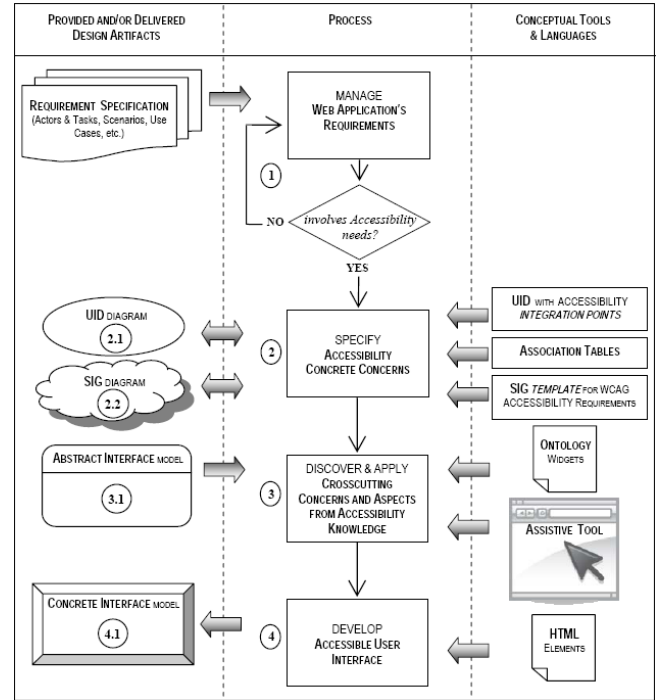 PROVIDED AND/OR DELIVERED
DESIGN ARTIFACTS
PROCESS
CONCEPTUAL TOOLS
& LANGUAGES
REQUIREMENT SPECIFICATION
(Actors & Tasks, Scenarios, Use
Cases, etc.)
MANAGE
WEB APPLICATION'S
REQUIREMENTS
1
NO
involves Accessibility
needs?
YES
UID DIAGRAM
2.1
SIG DIAGRAM
2.2
2
SPECIFY
ACCESSIBILITY
CONCRETE CONCERNS
UID WITH ACCESSIBILITY
INTEGRATION POINTS
ASSOCIATION TABLES
SIG TEMPLATE FOR WCAG
ACCESSIBILITY REQUIREMENTS
ABSTRACT INTERFACE MODEL
3.1
3
DISCOVER & APPLY
CROSSCUTTING
CONCERNS AND ASPECTS
FROM ACCESSIBILITY
KNOWLEDGE
ONTOLOGY
WIDGETS
ASSISTIVE TOOL
CONCRETE INTERFACE MODEL
4.1
4
DEVELOP
ACCESSIBLE USER
INTERFACE
HTML
ELEMENTS